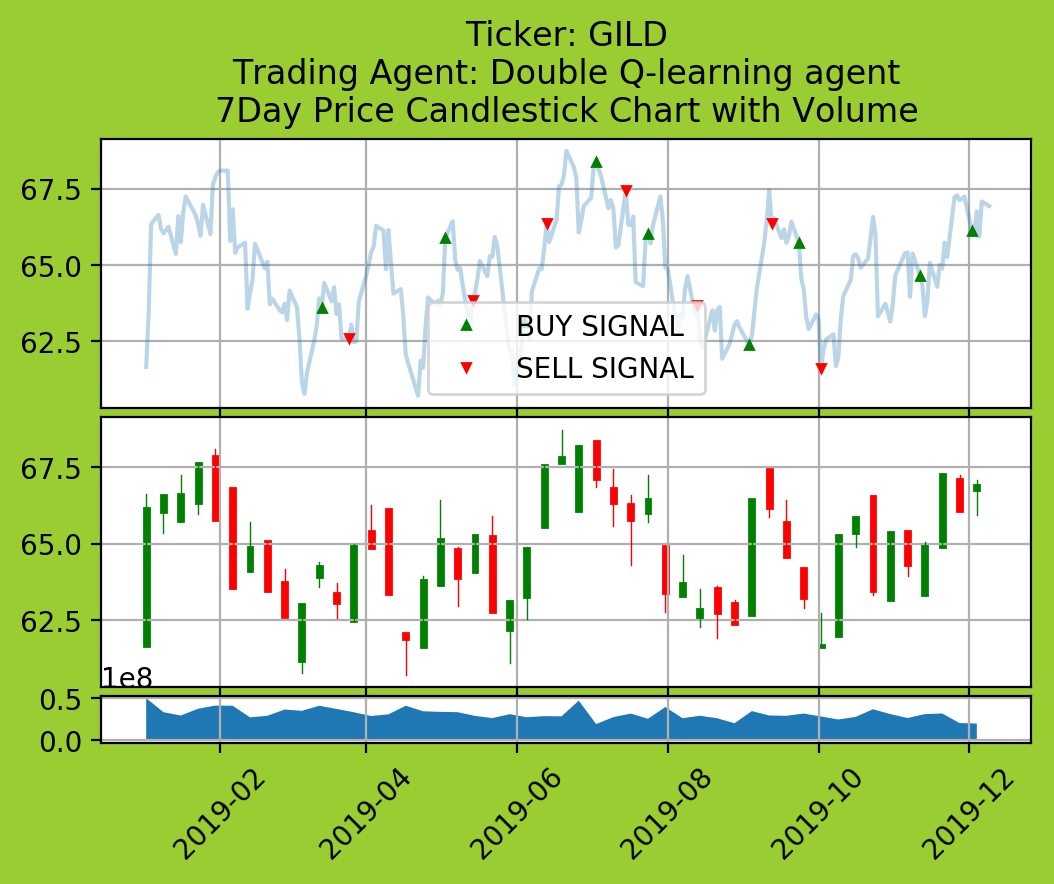 Ticker: GILD
Trading Agent: Double Q-learning agent
7Day Price Candlestick Chart with Volume
67.5
65.0
62.5
BUY SIGNAL
SELL SIGNAL
67.5
65.0
62.5
1e8
0.5
0.0
2019-02
2019-04
2019-06
2019-08
2019-10
2019-12